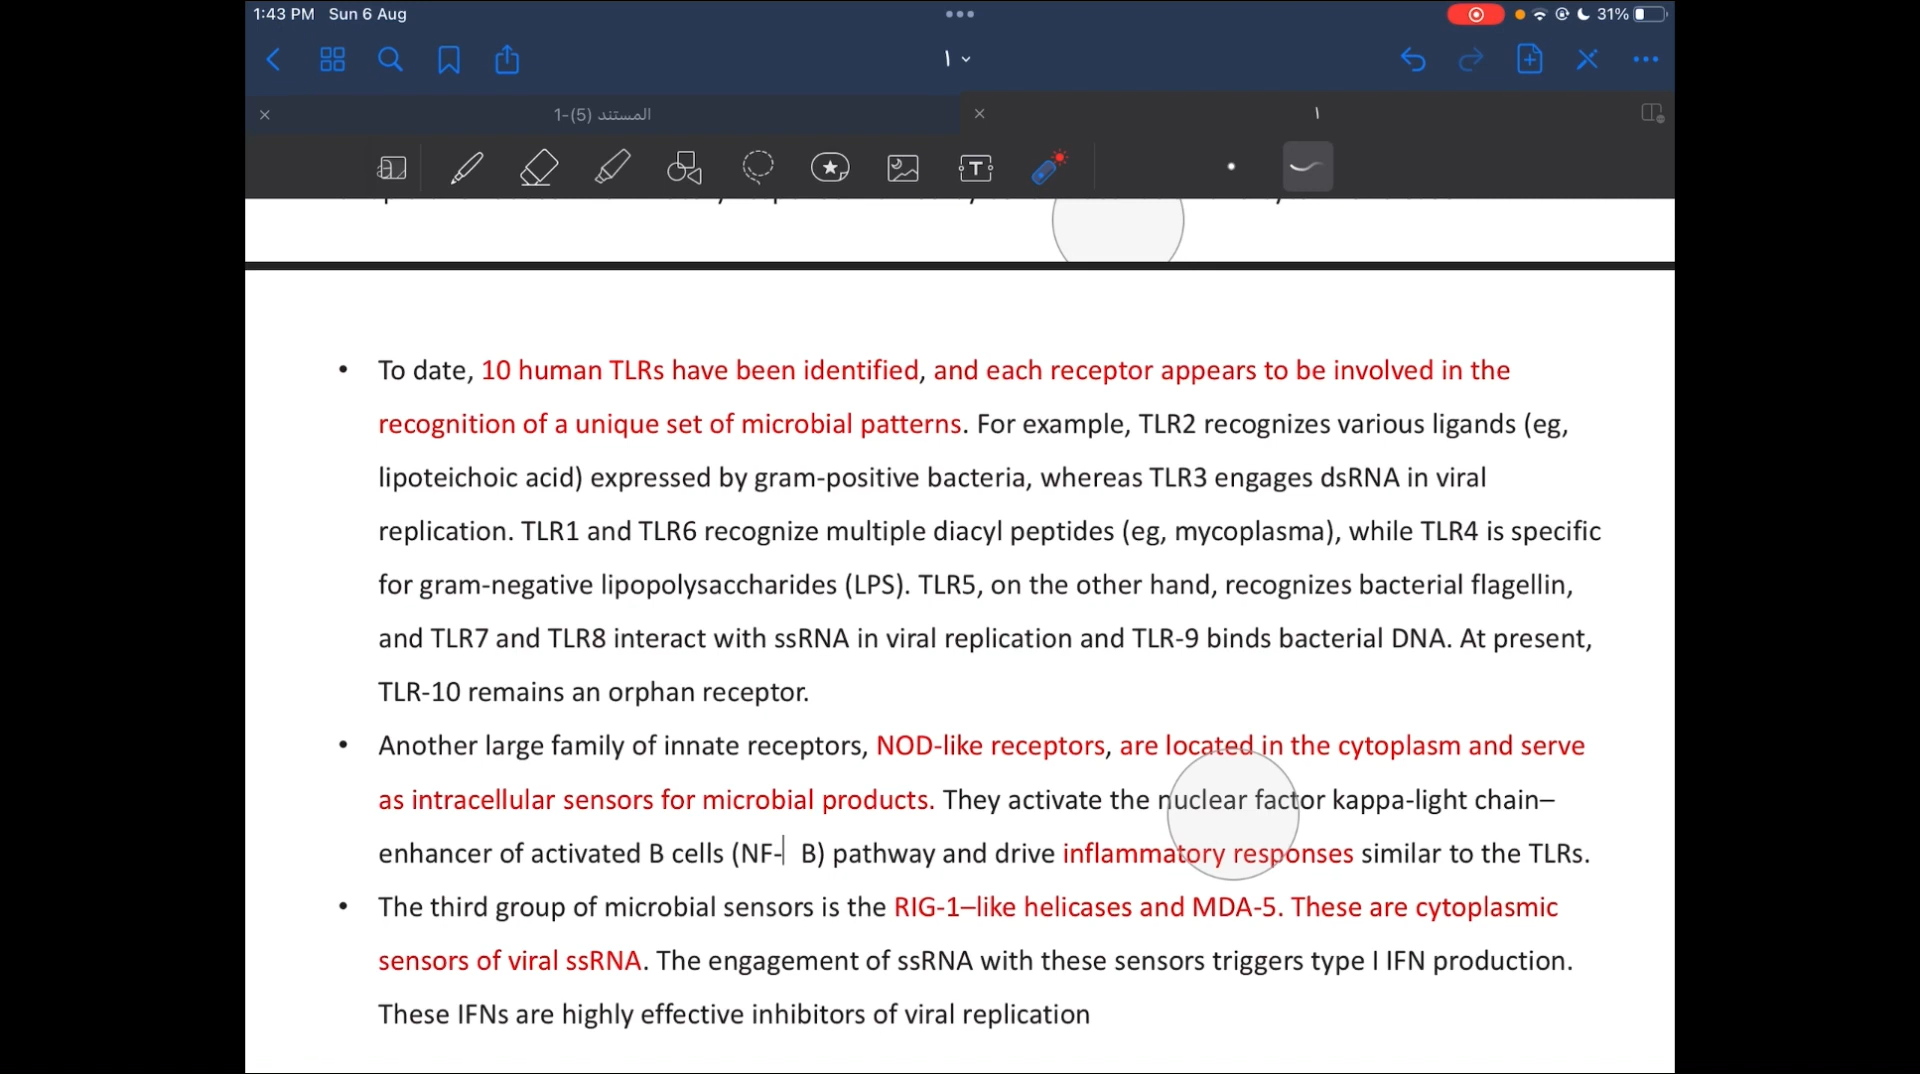 1:43 PM Sun 6 Aug
31%
المستند (5)-1
To date, 10 human TLRs have been identified, and each receptor appears to be involved in the
recognition of a unique set of microbial patterns. For example, TLR2 recognizes various ligands (eg,
lipoteichoic acid) expressed by gram-positive bacteria, whereas TLR3 engages dsRNA in viral
replication. TLR1 and TLR6 recognize multiple diacyl peptides (eg, mycoplasma), while TLR4 is specific
for gram-negative lipopolysaccharides (LPS). TLR5, on the other hand, recognizes bacterial flagellin,
and TLR7 and TLR8 interact with ssRNA in viral replication and TLR-9 binds bacterial DNA. At present,
TLR-10 remains an orphan receptor.
Another large family of innate receptors, NOD-like receptors, are located in the cytoplasm and serve
as intracellular sensors for microbial products. They activate the nuclear factor kappa-light chain–
enhancer of activated B cells (NF-| B) pathway and drive inflammatory responses similar to the TLRs.
The third group of microbial sensors is the RIG-1–like helicases and MDA-5. These are cytoplasmic
sensors of viral ssRNA. The engagement of ssRNA with these sensors triggers type I IFN production.
These IFNs are highly effective inhibitors of viral replication